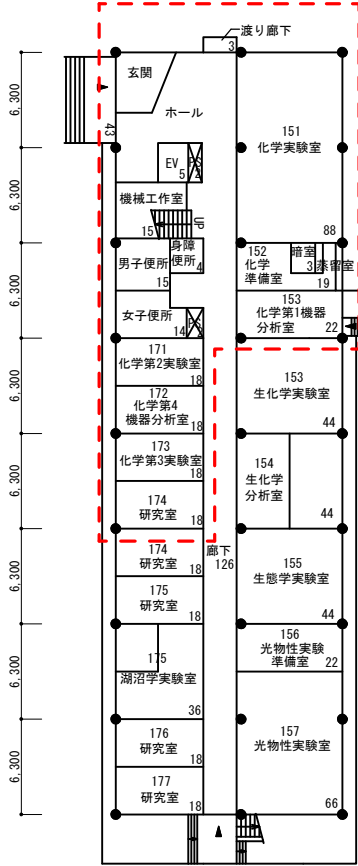 渡り廊下
3
玄関
ホール
43
151
化学実験室
88
EV
5
PS
2
機械工作室
15
UP
身障
便所
4
男子便所
15
女子便所
14
PS
2
152
化学
準備室
19
暗室
3
蒸留室
153
化学第1機器
分析室
22
171
化学第2実験室
18
172
化学第4
機器分析室
18
173
化学第3実験室
18
174
研究室
18
153
生化学実験室
44
154
生化学
分析室
44
174
研究室
18
廊下
126
155
生態学実験室
44
175
研究室
18
175
湖沼学実験室
36
156
光物性実験
準備室
22
176
研究室
18
157
光物性実験室
66
177
研究室
18
6,300
6,300
6,300
6,300
6,300
6,300
6,300
6,300